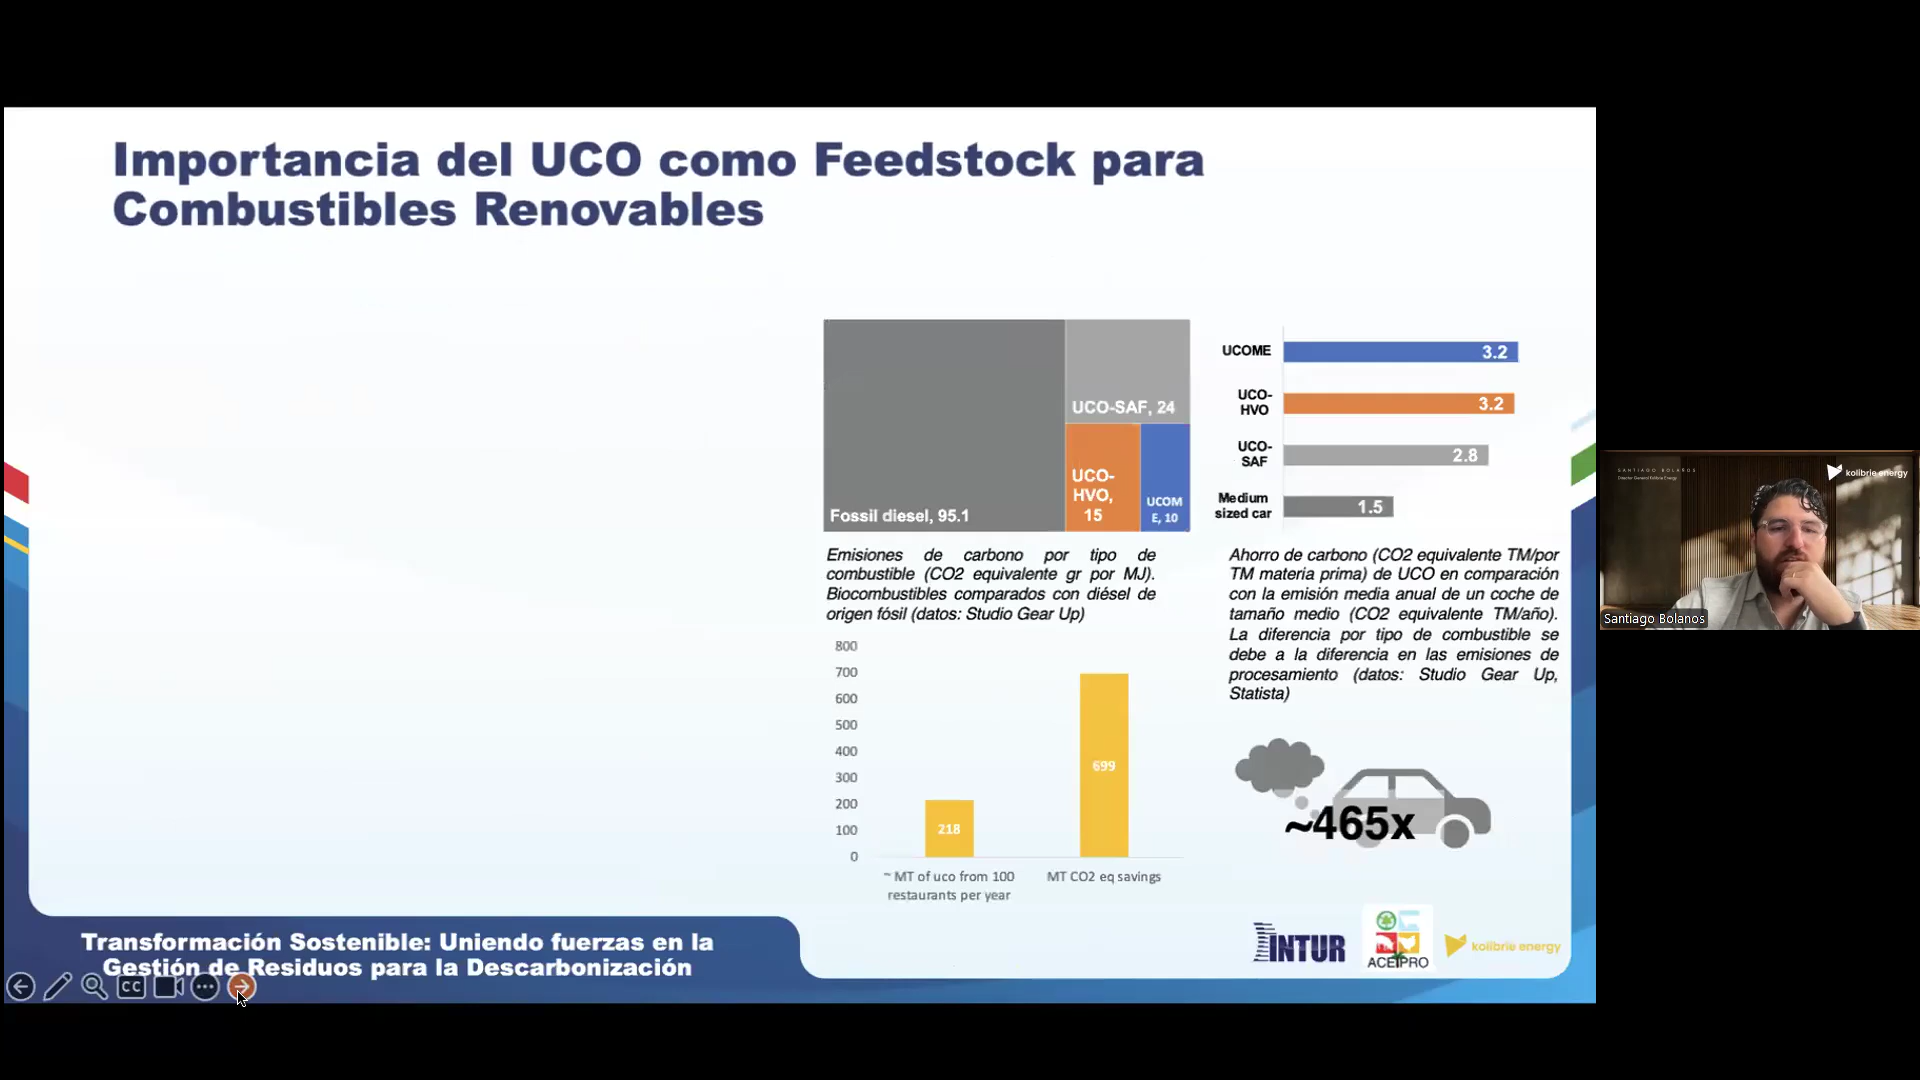 Importancia del UCO como Feedstock para
Combustibles Renovables
Fossil diesel, 95.1
UCO-SAF, 24
UCO-
HVO,
15
UCOM
E, 10
Emisiones de carbono por tipo de
combustible (CO2 equivalente gr por MJ).
Biocombustibles comparados con diésel de
origen fósil (datos: Studio Gear Up)
UCOME
3.2
UCO-
HVO
3.2
UCO-
SAF
2.8
Medium
sized car
1.5
Ahorro de carbono (CO2 equivalente TM/por
TM materia prima) de UCO en comparación
con la emisión media anual de un coche de
tamaño medio (CO2 equivalente TM/año).
La diferencia por tipo de combustible se
debe a la diferencia en las emisiones de
procesamiento (datos: Studio Gear Up,
Statista)
800
700
600
500
400
300
200
100
0
218
699
~ MT of uco from 100
restaurants per year
MT CO2 eq savings
~465x
Transformación Sostenible: Uniendo fuerzas en la
Gestión de Residuos para la Descarbonización
INTUR
ACEIPRO
kolibrie energy
CC
SANTIAGO BOLAÑOS
Director General Kolibrie Energy
kolibrie energy
Santiago Bolanos